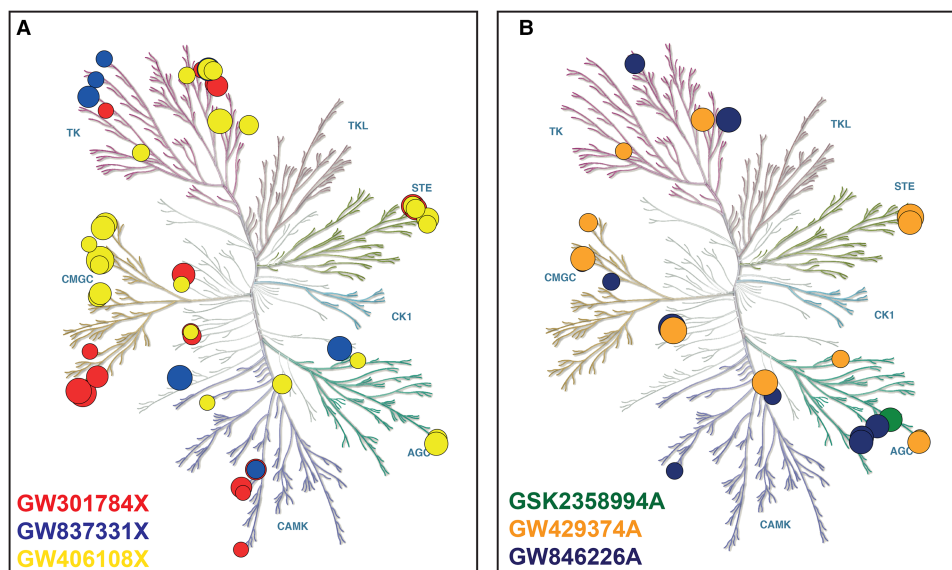 A
TK
TKL
STE
CMGC
CK1
AGC
CAMK
GW301784X
GW837331X
GW406108X
B
TK
TKL
STE
CMGC
CK1
AGC
CAMK
GSK2358994A
GW429374A
GW846226A